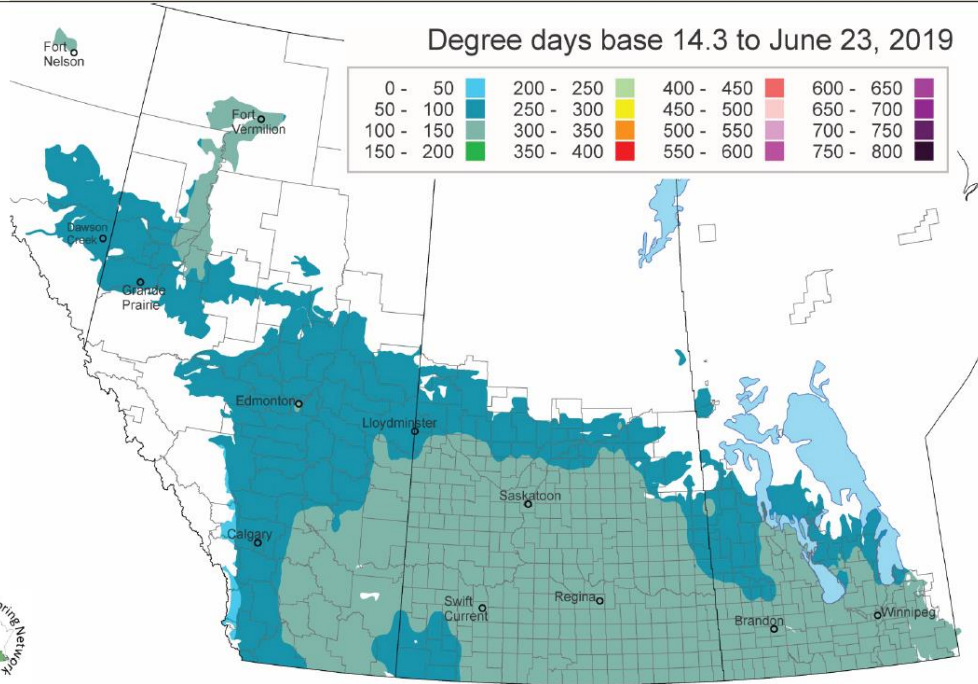 Degree days base 14.3 to June 23, 2019
0 - 50 200 - 250 400 - 450 600 - 650
50 - 100 250 - 300 450 - 500 650 - 700
100 - 150 300 - 350 500 - 550 700 - 750
150 - 200 350 - 400 550 - 600 750 - 800
Fort
Nelson
Fort
Vermilion
Dawson
Creek
Grande
Prairie
Edmonton
Lloydminster
Saskatoon
Calgary
Swift
Current
Regina
Brandon
Winnipeg
Network